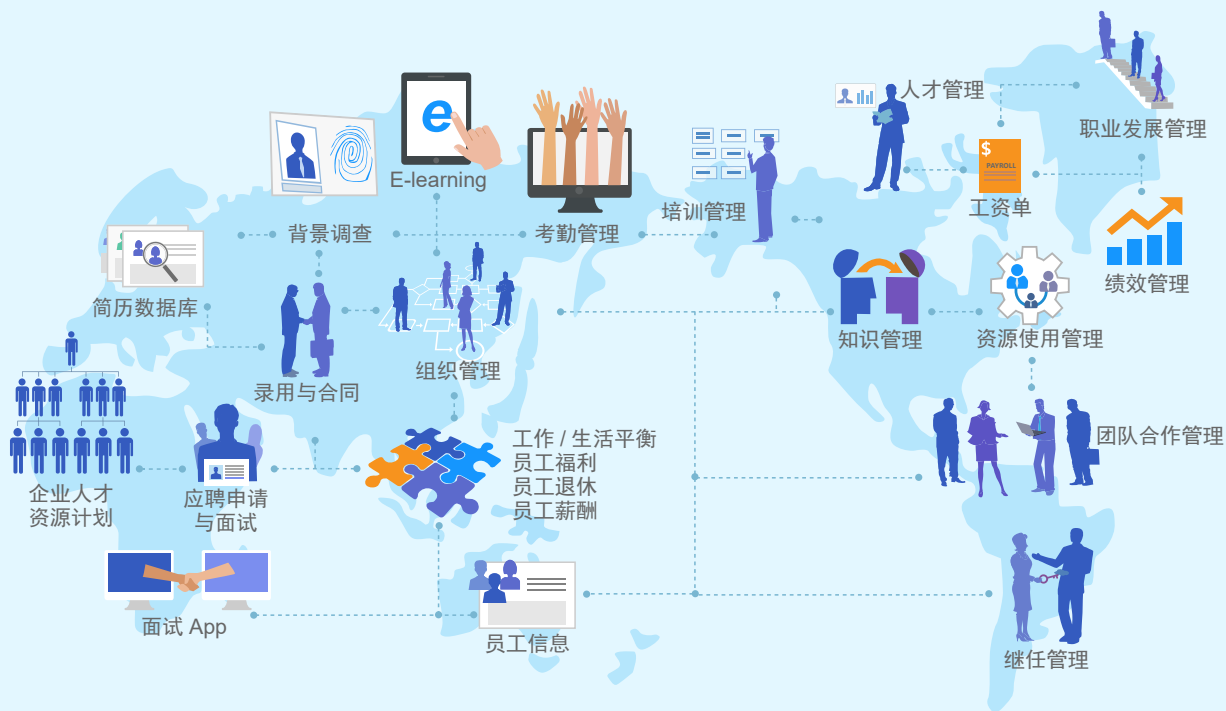 人才管理
职业发展管理
E-learning
$
PAYROLL
工资单
培训管理
背景调查
考勤管理
绩效管理
简历数据库
知识管理
资源使用管理
组织管理
录用与合同
团队合作管理
工作 / 生活平衡
员工福利
员工退休
员工薪酬
企业人才
资源计划
应聘申请
与面试
面试 App
员工信息
继任管理
e